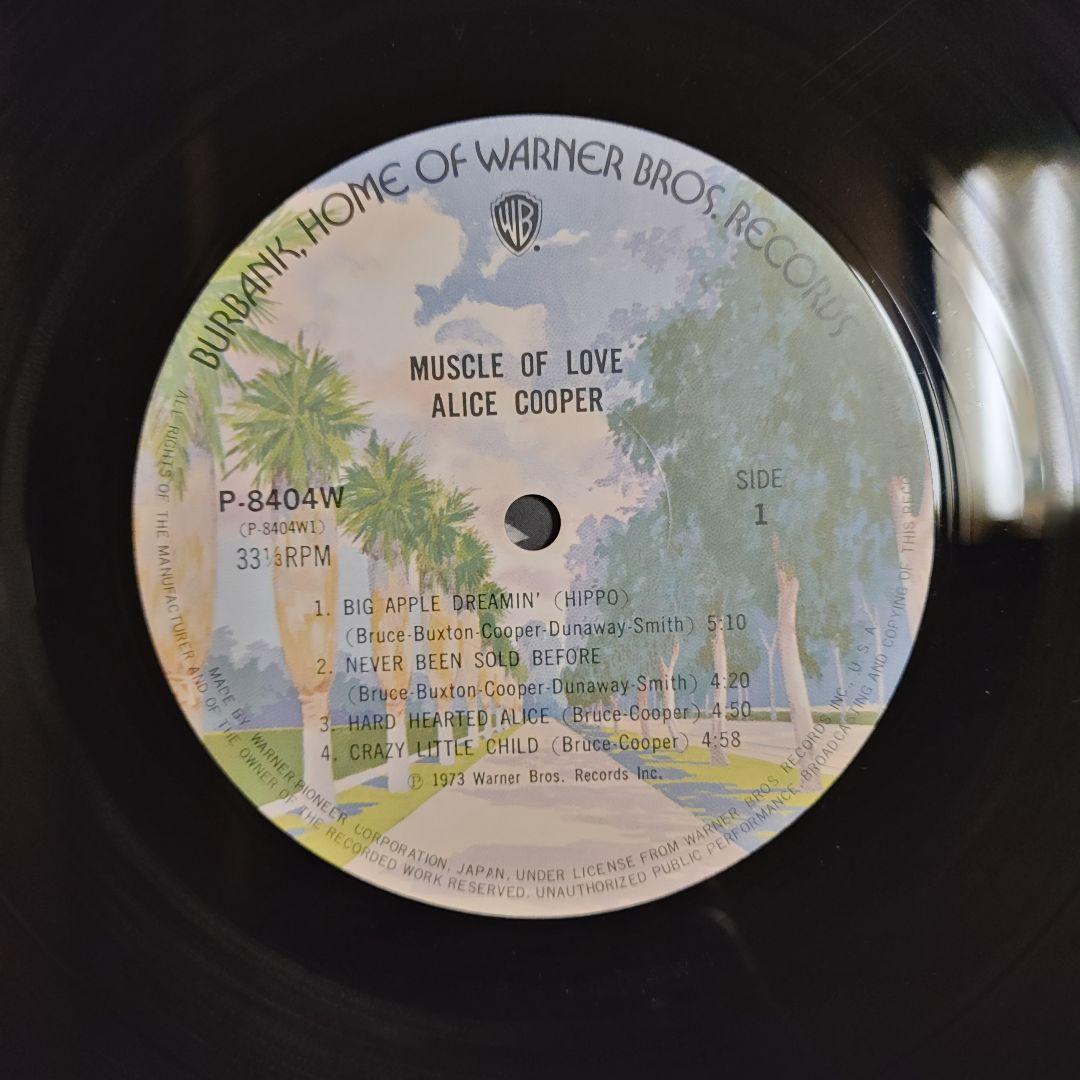 BURBANK, HOME OF WARNER BROS. RECORDS
WB
MUSCLE OF LOVE
ALICE COOPER
P-8404W
(P-8404W1)
33⅓RPM
SIDE
1
1. BIG APPLE DREAMIN' (HIPPO)
(Bruce-Buxton-Cooper-Dunaway-Smith) 5:10
2. NEVER BEEN SOLD BEFORE
(Bruce-Buxton-Cooper-Dunaway-Smith) 4:20
3. HARD HEARTED ALICE (Bruce-Cooper) 4:50
4. CRAZY LITTLE CHILD (Bruce-Cooper) 4:58
Ⓟ 1973 Warner Bros. Records Inc.
MADE BY WARNER-PIONEER CORPORATION, JAPAN, UNDER LICENSE FROM WARNER BROS. RECORDS INC., U.S.A.
ALL RIGHTS OF THE MANUFACTURER AND OF THE OWNER OF THE RECORDED WORK RESERVED. UNAUTHORIZED PUBLIC PERFORMANCE, BROADCASTING AND COPYING OF THIS